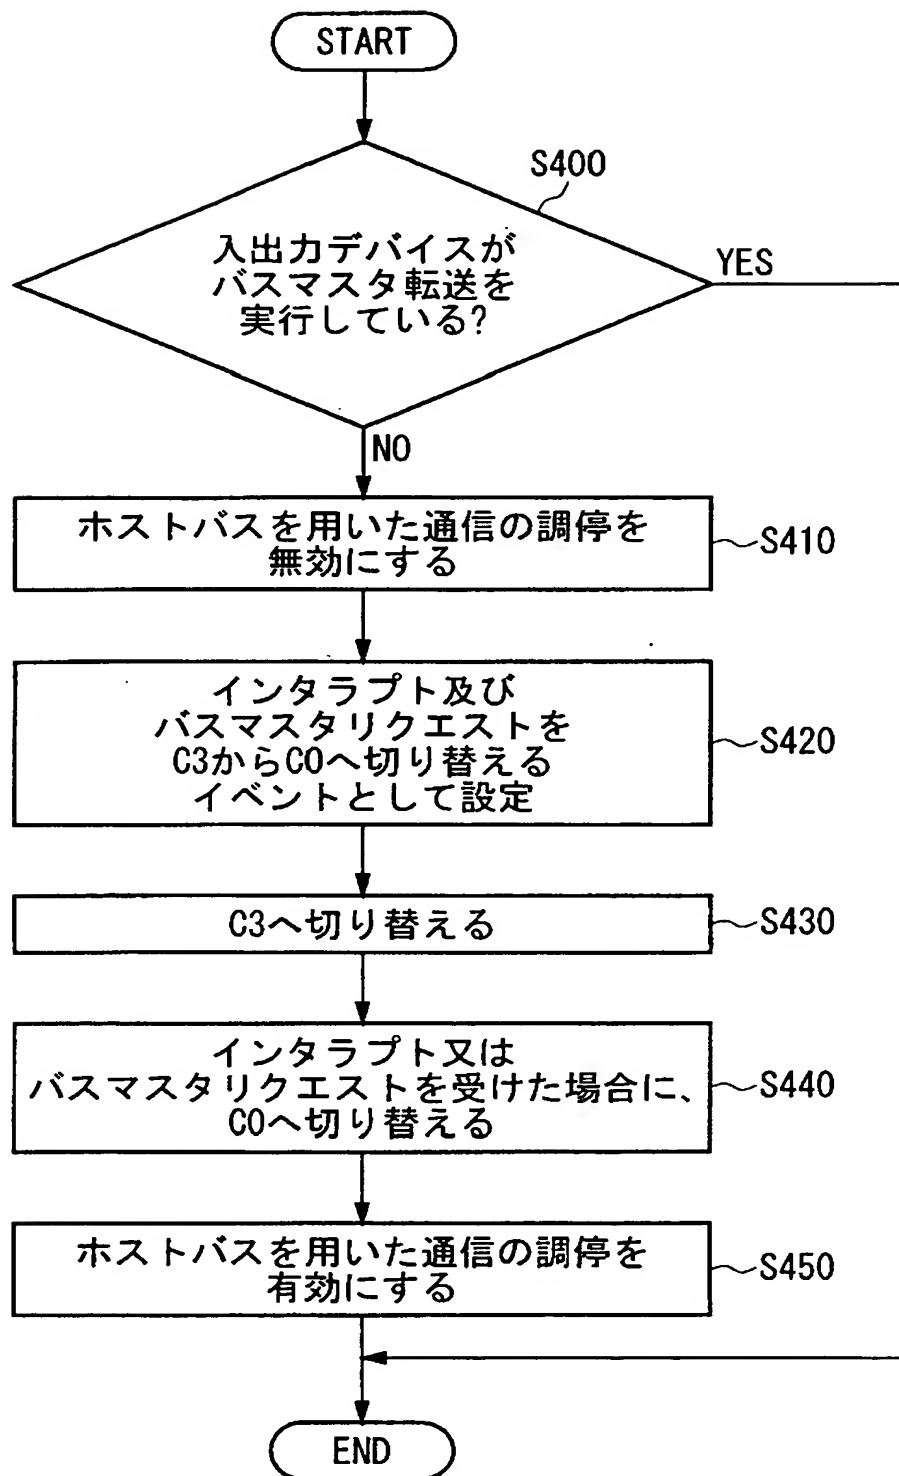 START
S400
入出力デバイスが
バスマスタ転送を
実行している?
YES
NO
ホストバスを用いた通信の調停を
無効にする
S410
インタラプト及び
バスマスタリクエストを
C3からC0へ切り替える
イベントとして設定
S420
C3へ切り替える
S430
インタラプト又は
バスマスタリクエストを受けた場合に、
C0へ切り替える
S440
ホストバスを用いた通信の調停を
有効にする
S450
END